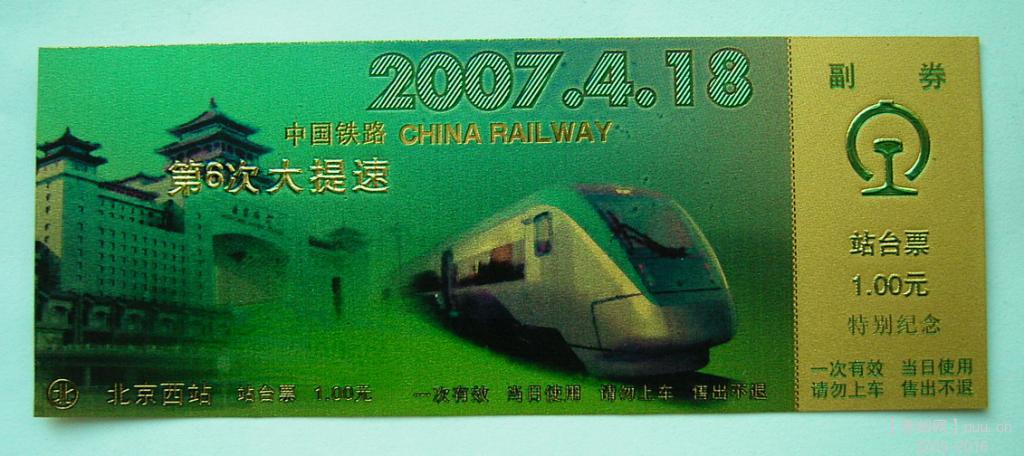 2007.4.18
中国铁路 CHINA RAILWAY
第6次大提速
北 北京西站 站台票 1.00元 一次有效 当日使用 请勿上车 售出不退
副 券
站台票
1.00元
特别纪念
一次有效 当日使用
请勿上车 售出不退
puu.cn